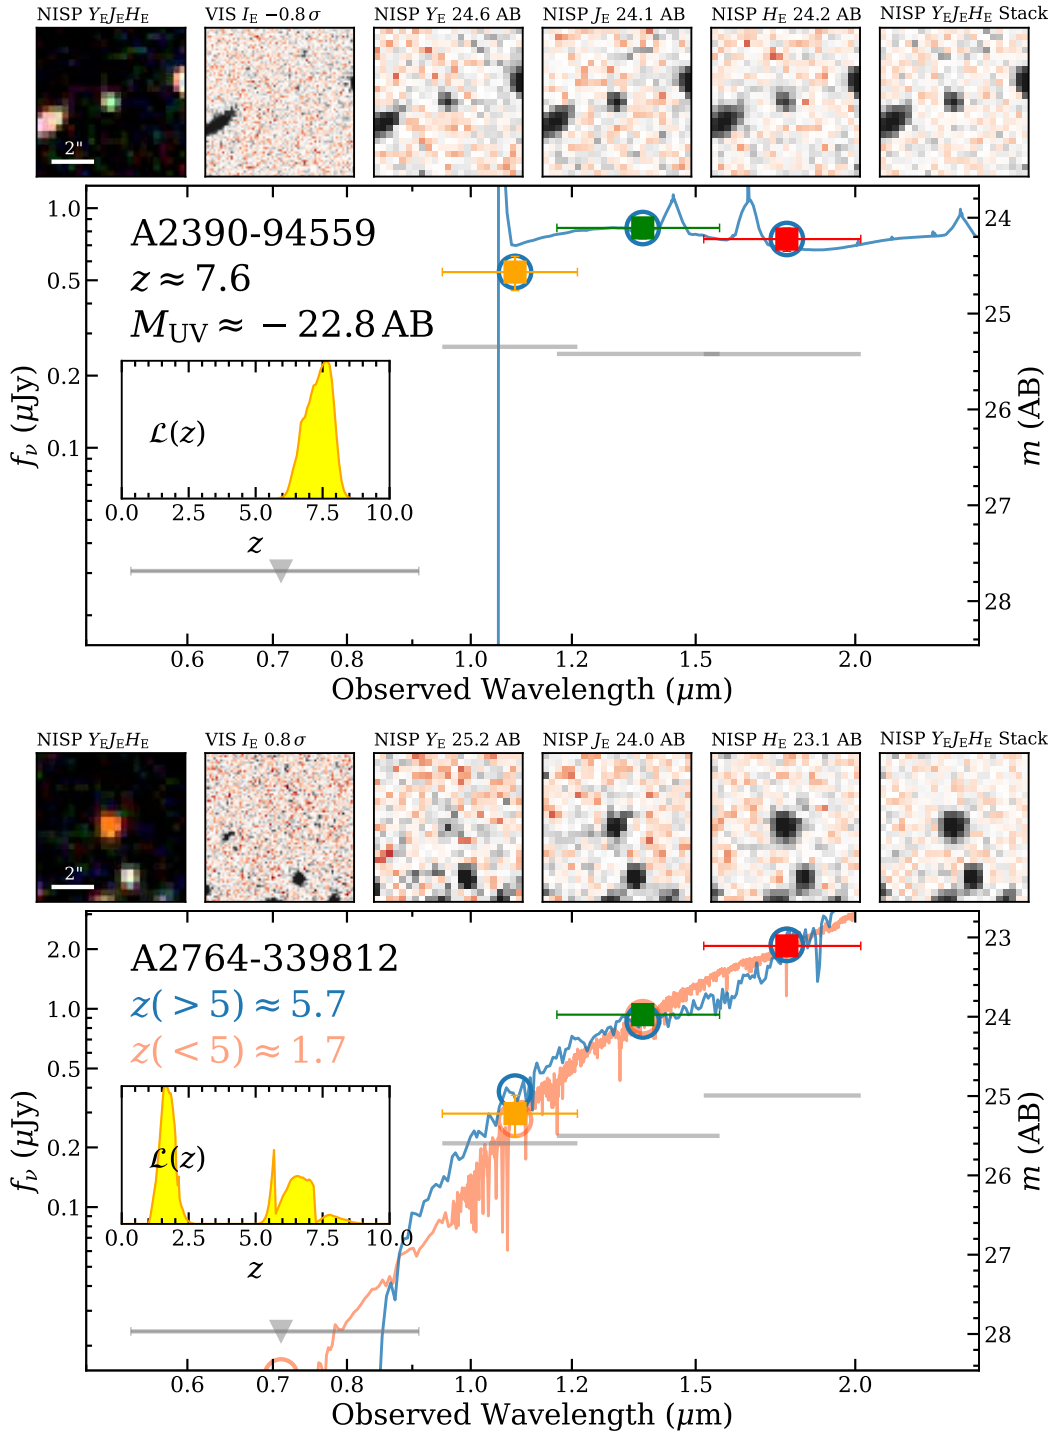 NISP YEJEHE
VIS IE −0.8 σ
NISP YE 24.6 AB
NISP JE 24.1 AB
NISP HE 24.2 AB
NISP YEJEHE Stack
2"
A2390-94559
z ≈ 7.6
MUV ≈ − 22.8 AB
ℒ(z)
0.0 2.5 5.0 7.5 10.0
z
1.0
0.5
0.2
0.1
fν (μJy)
24
25
26
27
28
m (AB)
0.6 0.7 0.8 1.0 1.2 1.5 2.0
Observed Wavelength (μm)
NISP YEJEHE
VIS IE 0.8 σ
NISP YE 25.2 AB
NISP JE 24.0 AB
NISP HE 23.1 AB
NISP YEJEHE Stack
2"
A2764-339812
z( > 5) ≈ 5.7
z( < 5) ≈ 1.7
ℒ(z)
0.0 2.5 5.0 7.5 10.0
z
2.0
1.0
0.5
0.2
0.1
fν (μJy)
23
24
25
26
27
28
m (AB)
0.6 0.7 0.8 1.0 1.2 1.5 2.0
Observed Wavelength (μm)